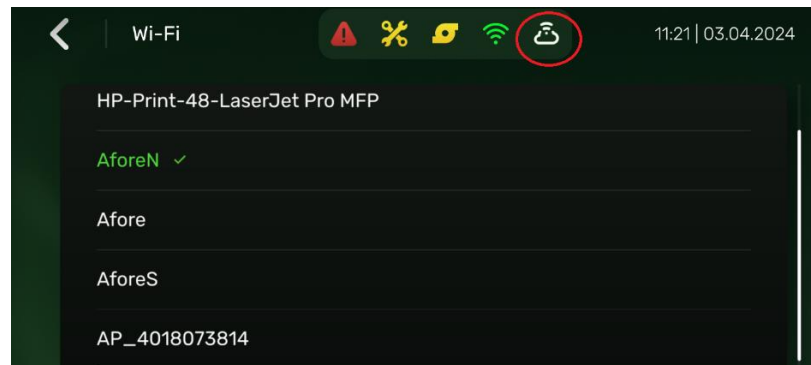 Wi-Fi
11:21 | 03.04.2024
HP-Print-48-LaserJet Pro MFP
AforeN
Afore
AforeS
AP_4018073814